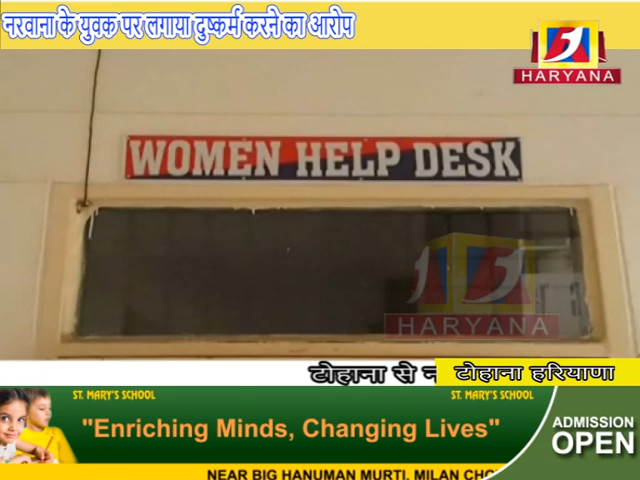 नरवाना के युवक पर लगाया दुष्कर्म करने का आरोप
HARYANA
WOMEN HELP DESK
HARYANA
टोहाना से
टोहाना हरियाणा
ST. MARY'S SCHOOL
ST. MARY'S SCHOOL
"Enriching Minds, Changing Lives"
ADMISSION
OPEN
NEAR BIG HANUMAN MURTI, MILAN